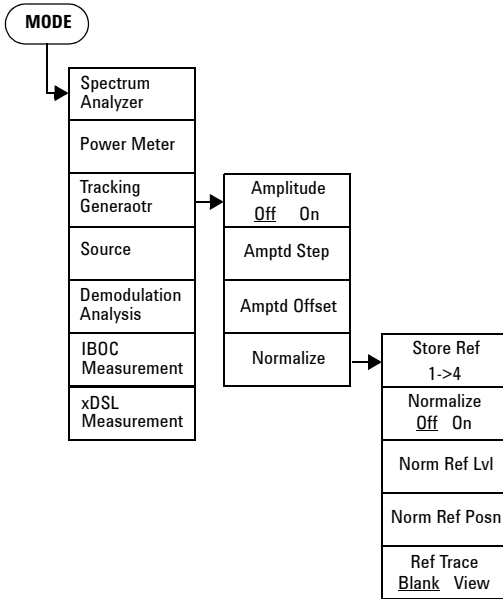 MODE
Spectrum
Analyzer
Power Meter
Tracking
Generaotr
Source
Demodulation
Analysis
IBOC
Measurement
xDSL
Measurement
Amplitude
Off On
Amptd Step
Amptd Offset
Normalize
Store Ref
1->4
Normalize
Off On
Norm Ref Lvl
Norm Ref Posn
Ref Trace
Blank View